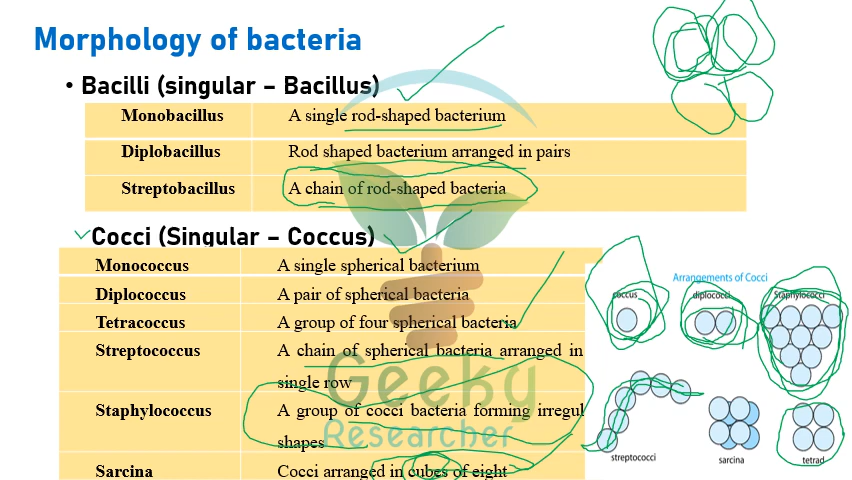 Morphology of bacteria
• Bacilli (singular – Bacillus)
Monobacillus A single rod-shaped bacterium
Diplobacillus Rod shaped bacterium arranged in pairs
Streptobacillus A chain of rod-shaped bacteria
Cocci (Singular – Coccus)
Monococcus A single spherical bacterium
Diplococcus A pair of spherical bacteria
Tetracoccus A group of four spherical bacteria
Streptococcus A chain of spherical bacteria arranged in
single row
Staphylococcus A group of cocci bacteria forming irregul
shapes
Sarcina Cocci arranged in cubes of eight
Arrangements of Cocci
coccus diplococci Staphylococci
streptococci sarcina tetrad
Geeky
Researcher